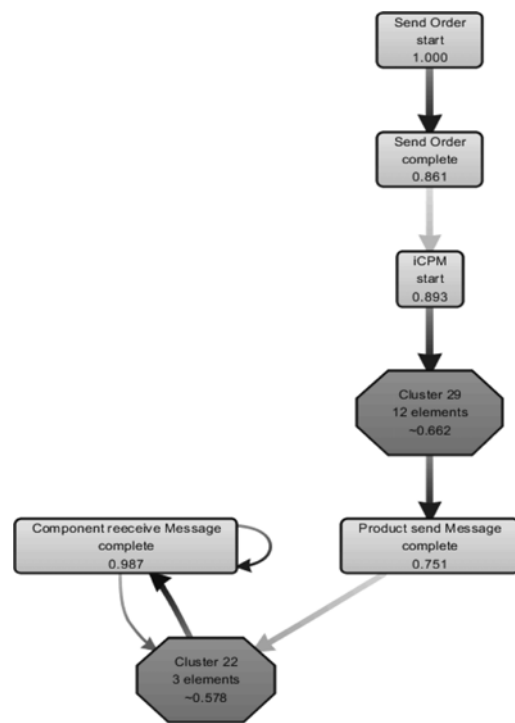 Send Order
start
1.000
Send Order
complete
0.861
iCPM
start
0.893
Cluster 29
12 elements
~0.662
Component reeceive Message
complete
0.987
Product send Message
complete
0.751
Cluster 22
3 elements
~0.578